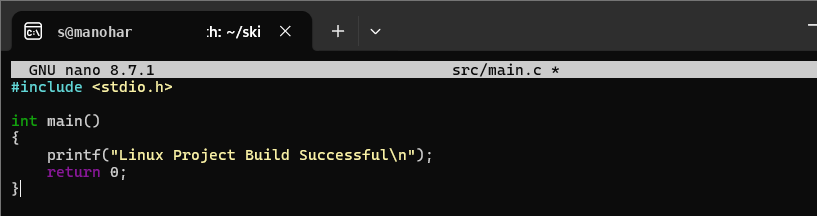 s@manohar :h: ~/ski
GNU nano 8.7.1 src/main.c *
#include <stdio.h>
int main()
{
    printf("Linux Project Build Successful\n");
    return 0;
}